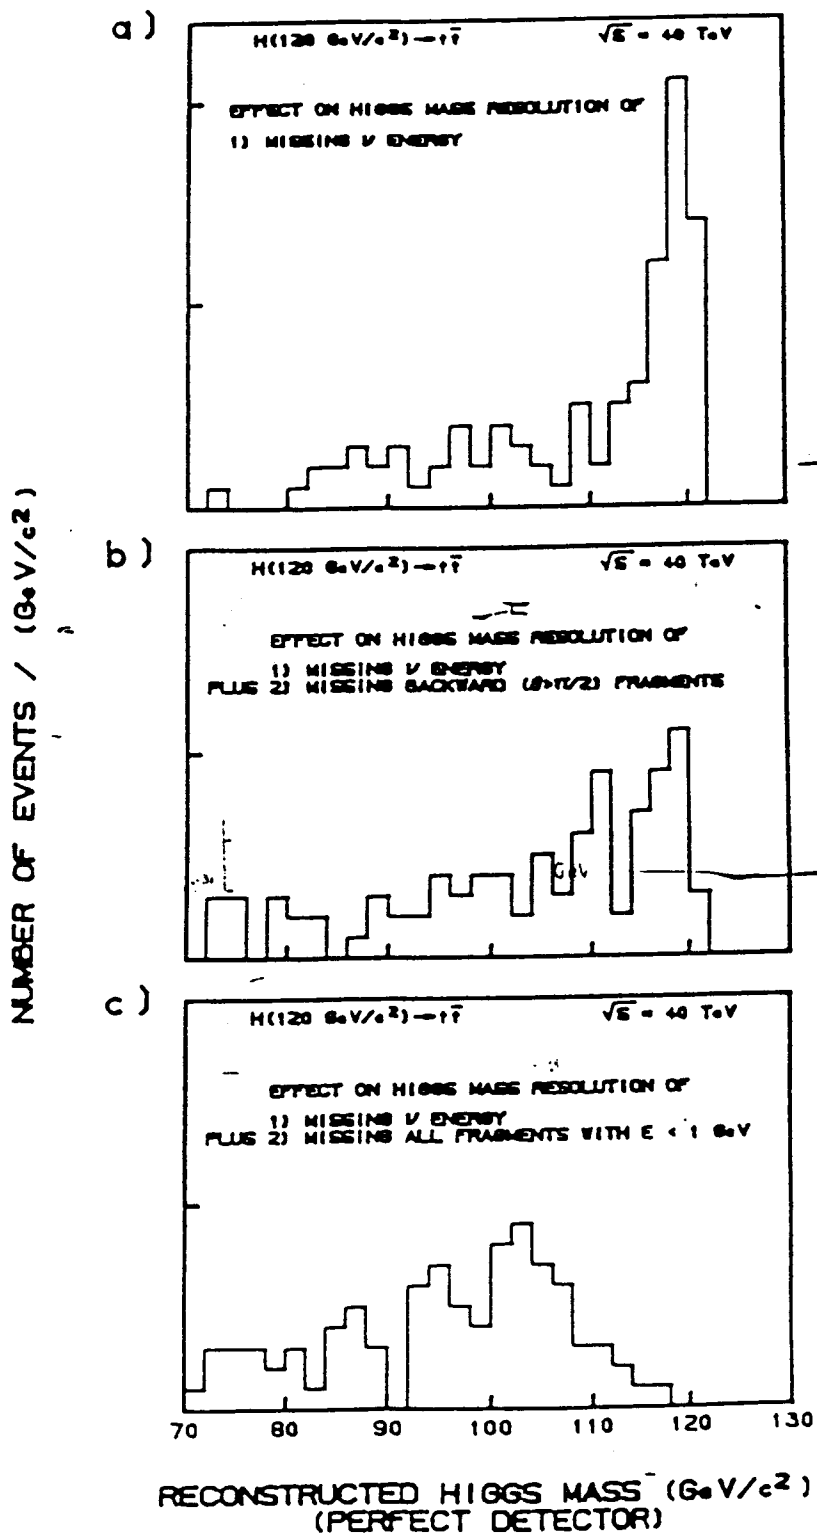 a)
H(120 GeV/c²)→t t̅ √S = 40 TeV
EFFECT ON HIGGS MASS RESOLUTION OF
1) MISSING ν ENERGY
b)
H(120 GeV/c²)→t t̅ √S = 40 TeV
EFFECT ON HIGGS MASS RESOLUTION OF
1) MISSING ν ENERGY
PLUS 2) MISSING BACKWARD (θ>π/2) FRAGMENTS
GeV
c)
H(120 GeV/c²)→t t̅ √S = 40 TeV
EFFECT ON HIGGS MASS RESOLUTION OF
1) MISSING ν ENERGY
PLUS 2) MISSING ALL FRAGMENTS WITH E < 1 GeV
NUMBER OF EVENTS / (GeV/c²)
70 80 90 100 110 120 130
RECONSTRUCTED HIGGS MASS (GeV/c²)
(PERFECT DETECTOR)